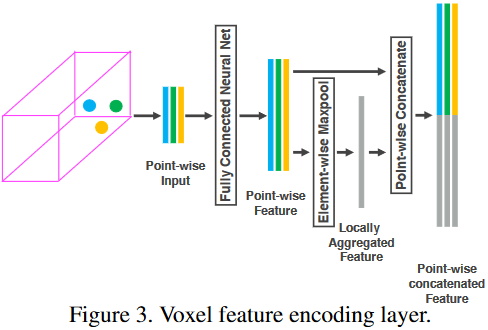 Point-wise
Input
Fully Connected Neural Net
Point-wise
Feature
Element-wise Maxpool
Locally
Aggregated
Feature
Point-wise Concatenate
Point-wise
concatenated
Feature
Figure 3. Voxel feature encoding layer.